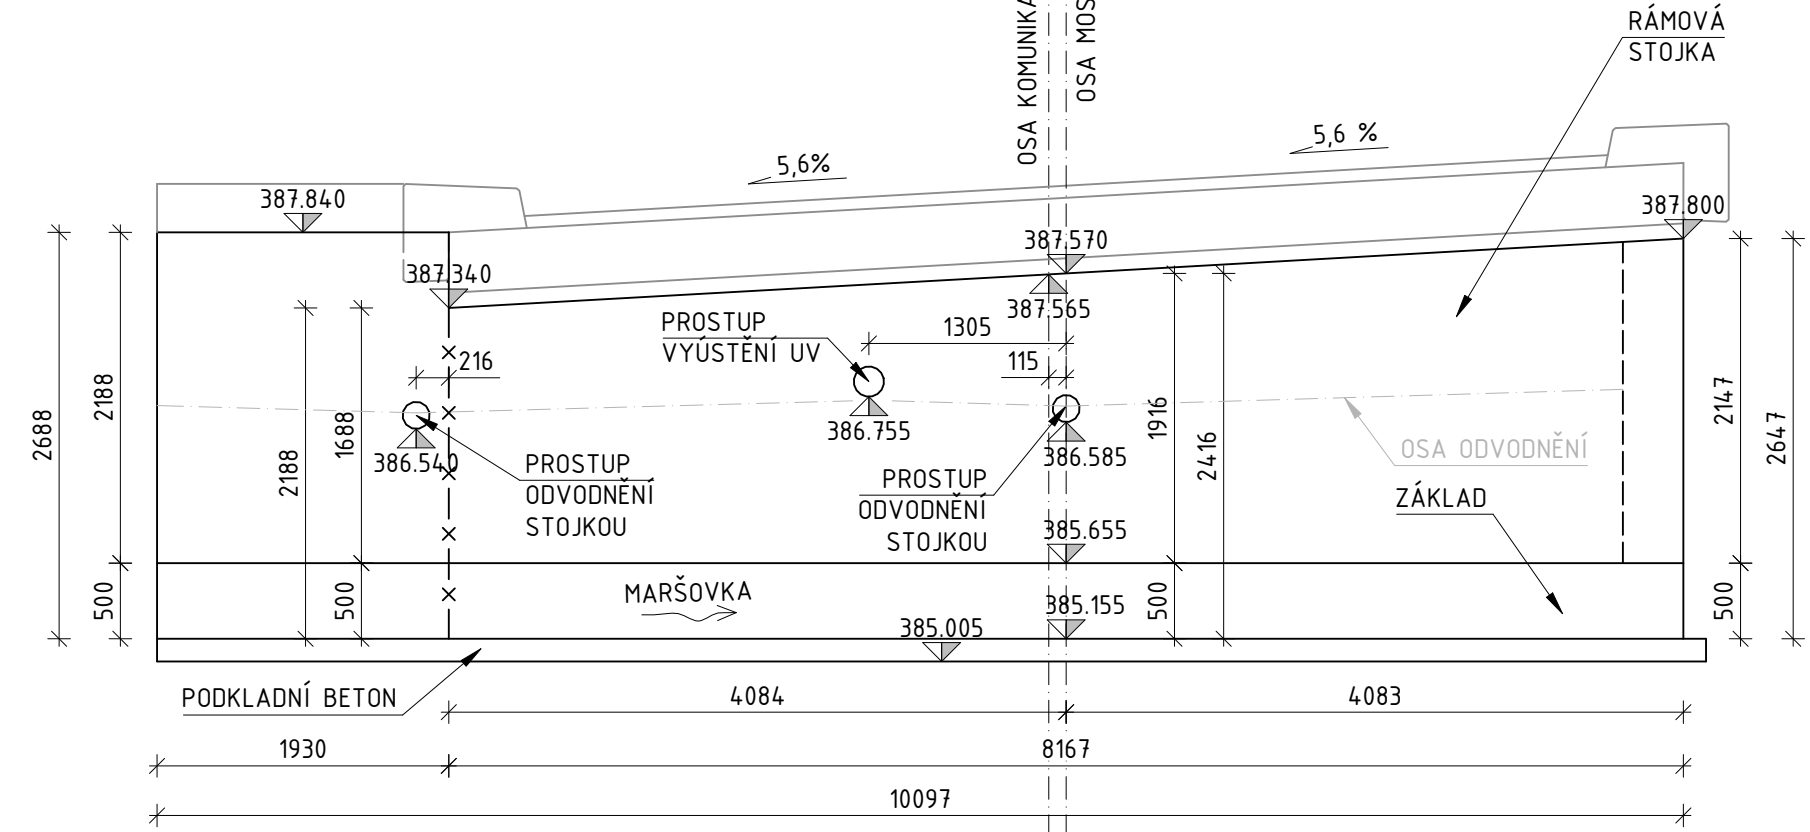 OSA KOMUNIKA
OSA MOS
RÁMOVÁ
STOJKA
5,6%
5,6 %
387.840
387.800
387.340
387.570
387.565
PROSTUP
VYÚSTĚNÍ UV
1305
216
115
2688
2188
2188
1688
1916
2416
2147
2647
386.540
386.755
386.585
PROSTUP
ODVODNĚNÍ
STOJKOU
PROSTUP
ODVODNĚNÍ
STOJKOU
OSA ODVODNĚNÍ
ZÁKLAD
385.655
500
500
MARŠOVKA
385.155
500
500
385.005
PODKLADNÍ BETON
4084
4083
1930
8167
10097